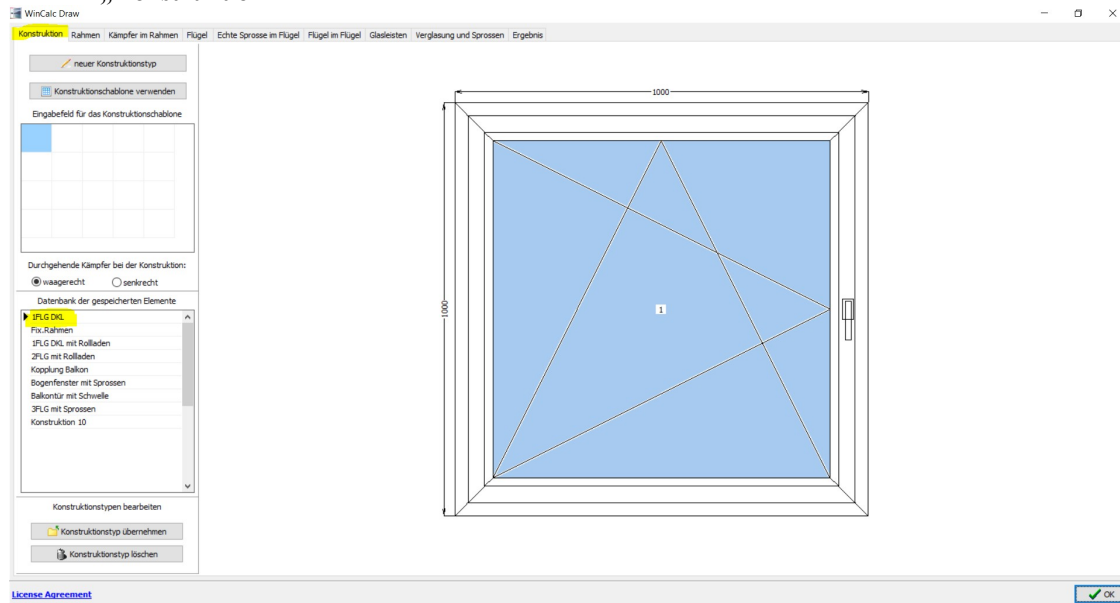 WinCalc Draw
Konstruktion Rahmen Kämpfer im Rahmen Flügel Echte Sprosse im Flügel Flügel im Flügel Glasleisten Verglasung und Sprossen Ergebnis
neuer Konstruktionstyp
Konstruktionschablone verwenden
Eingabefeld für das Konstruktionschablone
Durchgehende Kämpfer bei der Konstruktion:
waagerecht senkrecht
Datenbank der gespeicherten Elemente
1FLG DKL
Fix.Rahmen
1FLG DKL mit Rollladen
2FLG mit Rollladen
Kopplung Balkon
Bogenfenster mit Sprossen
Balkontür mit Schwelle
3FLG mit Sprossen
Konstruktion 10
Konstruktionstypen bearbeiten
Konstruktionstyp übernehmen
Konstruktionstyp löschen
1000
1000
1
License Agreement
OK